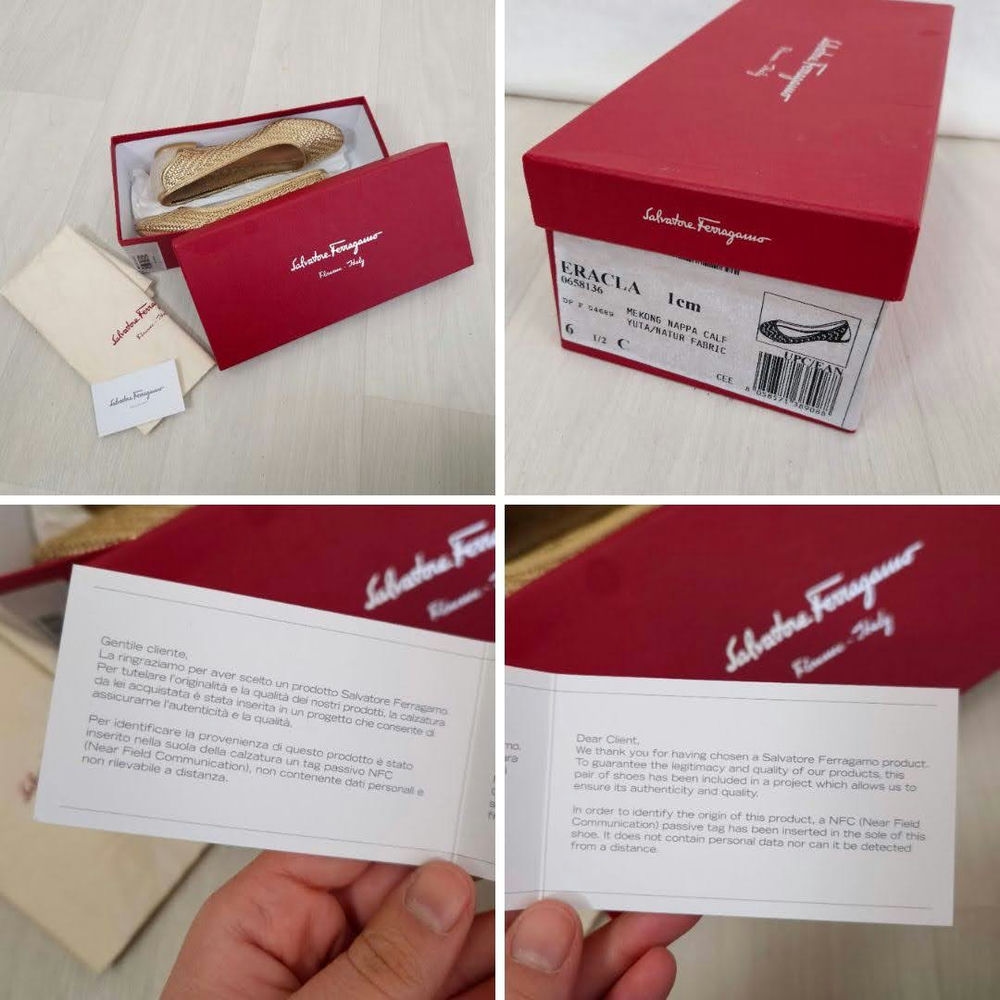 Salvatore Ferragamo
Firenze - Italy
Salvatore
Firenze - Italy
Salvatore Ferragamo
Salvatore Ferragamo
Firenze - Italy
Salvatore Ferragamo
ERACLA 1cm
0658136
MEKONG NAPPA CALF
YUTA/NATUR FABRIC
6 1/2 C
UPC/EAN
CEE
Salvatore
Firenze -
Gentile cliente,
La ringraziamo per aver scelto un prodotto Salvatore Ferragamo.
Per tutelare l'originalità e la qualità dei nostri prodotti, la calzatura
da lei acquistata è stata inserita in un progetto che consente di
assicurarne l'autenticità e la qualità.
Per identificare la provenienza di questo prodotto è stato
inserito nella suola della calzatura un tag passivo NFC
(Near Field Communication), non contenente dati personali e
non rilevabile a distanza.
Salvatore Ferragamo
Firenze - Italy
Dear Client,
We thank you for having chosen a Salvatore Ferragamo product.
To guarantee the legitimacy and quality of our products, this
pair of shoes has been included in a project which allows us to
ensure its authenticity and quality.
In order to identify the origin of this product, a NFC (Near Field
Communication) passive tag has been inserted in the sole of this
shoe. It does not contain personal data nor can it be detected
from a distance.